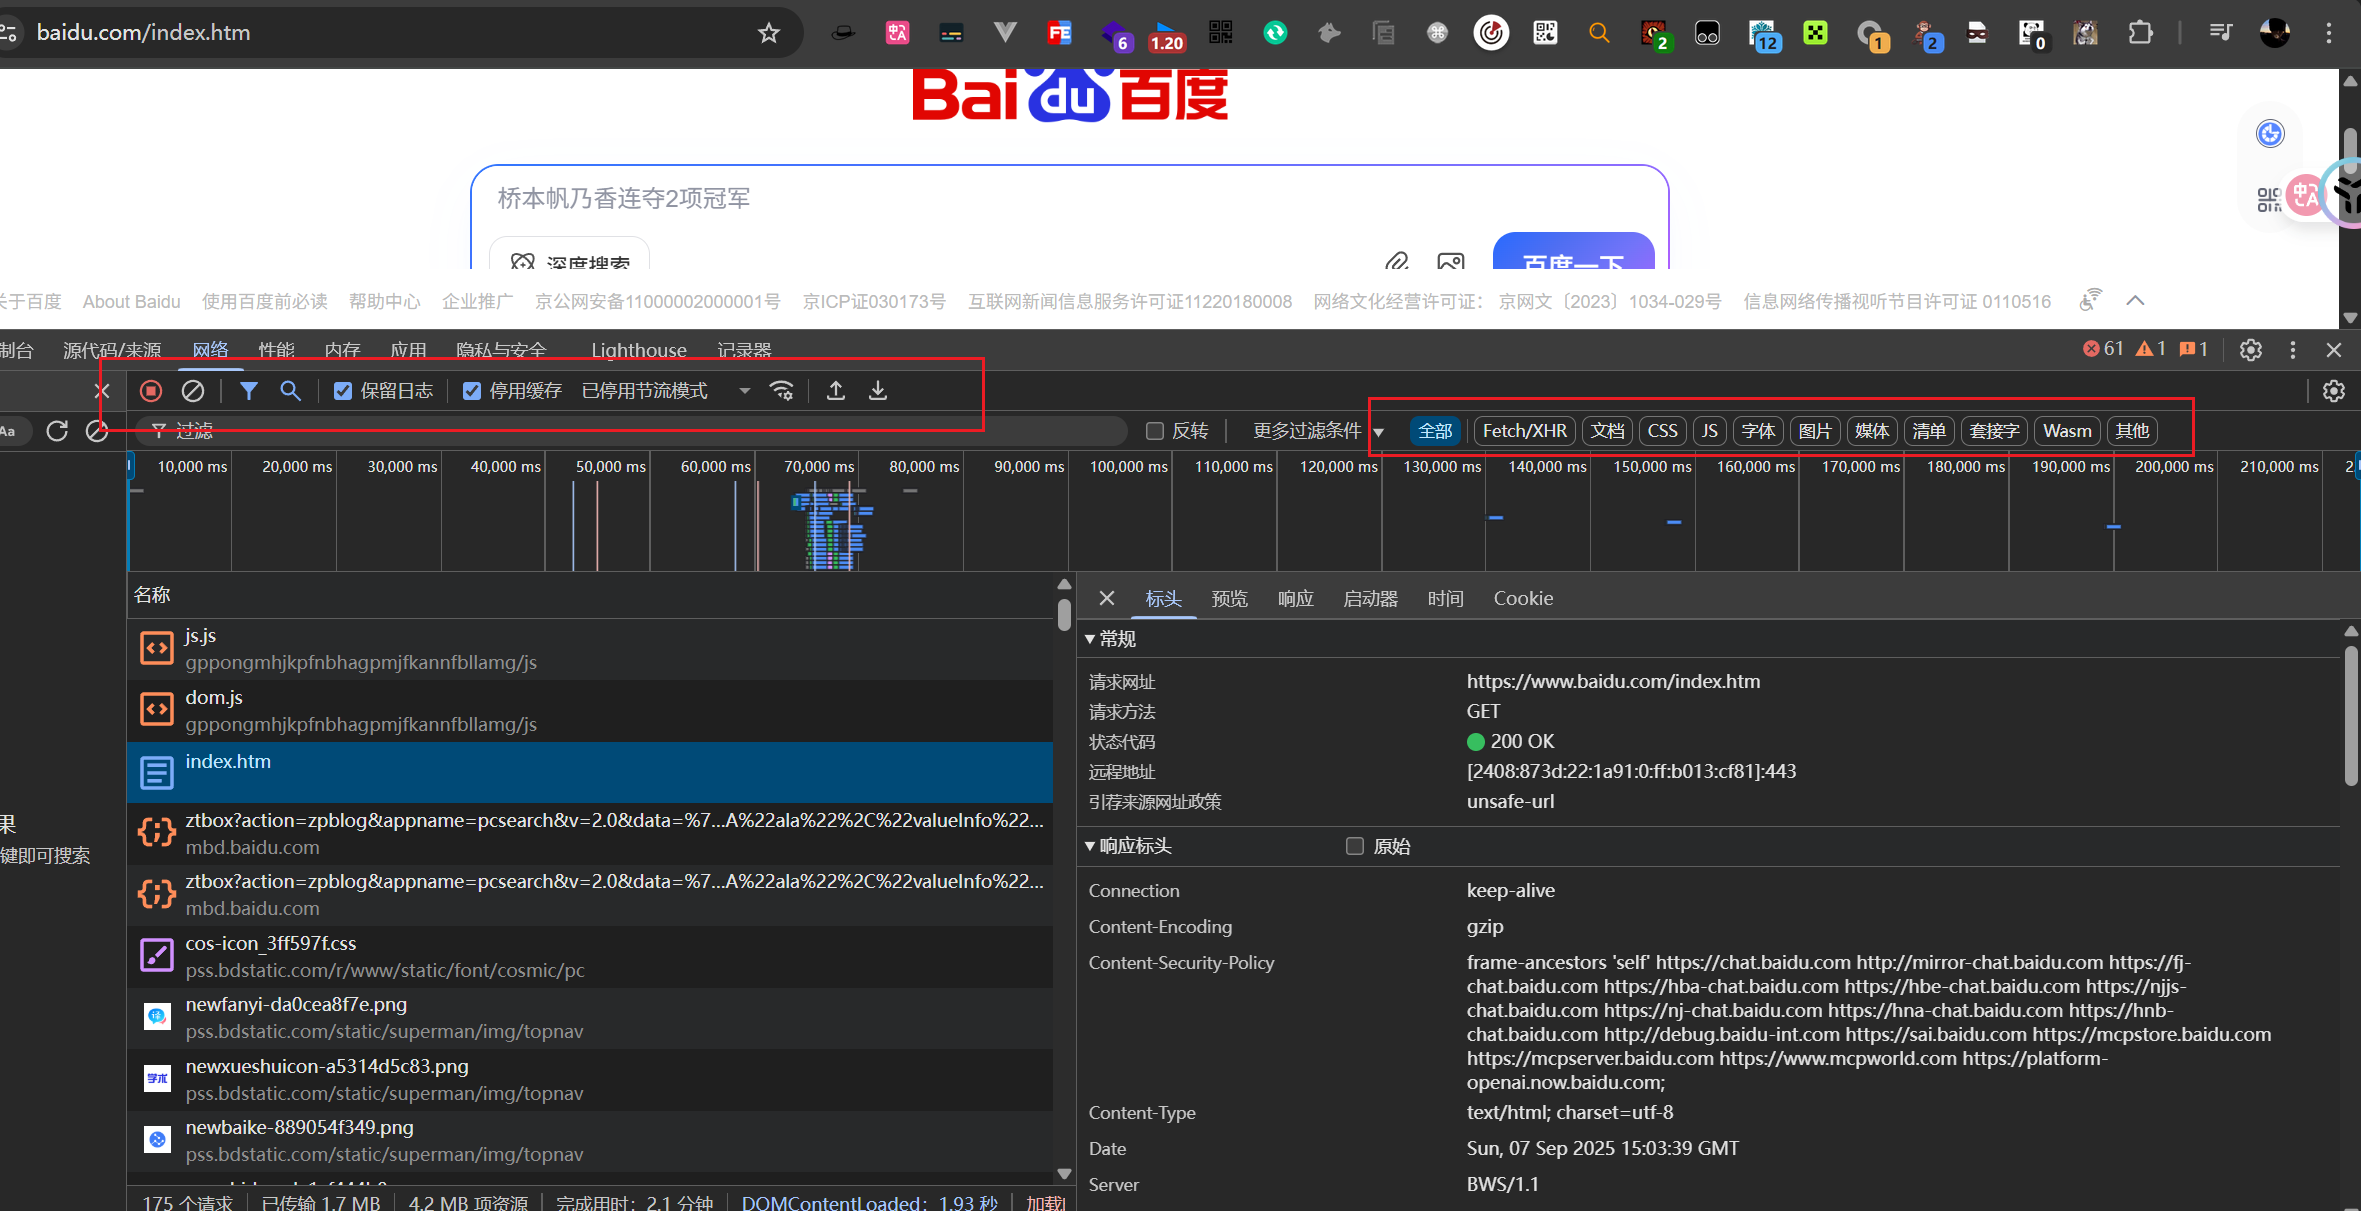 baidu.com/index.htm
6
1.20
2
12
1
2
0
Bai du 百度
桥本帆乃香连夺2项冠军
深度搜索
百度一下
关于百度 About Baidu 使用百度前必读 帮助中心 企业推广 京公网安备11000002000001号 京ICP证030173号 互联网新闻信息服务许可证11220180008 网络文化经营许可证： 京网文〔2023〕1034-029号 信息网络传播视听节目许可证 0110516
制台 源代码/来源 网络 性能 内存 应用 隐私与安全 Lighthouse 记录器 61 1 1
保留日志 停用缓存 已停用节流模式
Aa 过滤 反转 更多过滤条件 全部 Fetch/XHR 文档 CSS JS 字体 图片 媒体 清单 套接字 Wasm 其他
10,000 ms 20,000 ms 30,000 ms 40,000 ms 50,000 ms 60,000 ms 70,000 ms 80,000 ms 90,000 ms 100,000 ms 110,000 ms 120,000 ms 130,000 ms 140,000 ms 150,000 ms 160,000 ms 170,000 ms 180,000 ms 190,000 ms 200,000 ms 210,000 ms 2
果
键即可搜索
名称
js.js
gppongmhjkpfnbhagpmjfkannfbllamg/js
dom.js
gppongmhjkpfnbhagpmjfkannfbllamg/js
index.htm
ztbox?action=zpblog&appname=pcsearch&v=2.0&data=%7...A%22ala%22%2C%22valueInfo%22...
mbd.baidu.com
ztbox?action=zpblog&appname=pcsearch&v=2.0&data=%7...A%22ala%22%2C%22valueInfo%22...
mbd.baidu.com
cos-icon_3ff597f.css
pss.bdstatic.com/r/www/static/font/cosmic/pc
newfanyi-da0cea8f7e.png
pss.bdstatic.com/static/superman/img/topnav
newxueshuicon-a5314d5c83.png
pss.bdstatic.com/static/superman/img/topnav
newbaike-889054f349.png
pss.bdstatic.com/static/superman/img/topnav
175 个请求 已传输 1.7 MB 4.2 MB 项资源 完成用时：2.1 分钟 DOMContentLoaded：1.93 秒 加载
标头 预览 响应 启动器 时间 Cookie
常规
请求网址 https://www.baidu.com/index.htm
请求方法 GET
状态代码 200 OK
远程地址 [2408:873d:22:1a91:0:ff:b013:cf81]:443
引荐来源网址政策 unsafe-url
响应标头 原始
Connection keep-alive
Content-Encoding gzip
Content-Security-Policy frame-ancestors 'self' https://chat.baidu.com http://mirror-chat.baidu.com https://fj-
chat.baidu.com https://hba-chat.baidu.com https://hbe-chat.baidu.com https://njjs-
chat.baidu.com https://nj-chat.baidu.com https://hna-chat.baidu.com https://hnb-
chat.baidu.com http://debug.baidu-int.com https://sai.baidu.com https://mcpstore.baidu.com
https://mcpserver.baidu.com https://www.mcpworld.com https://platform-
openai.now.baidu.com;
Content-Type text/html; charset=utf-8
Date Sun, 07 Sep 2025 15:03:39 GMT
Server BWS/1.1